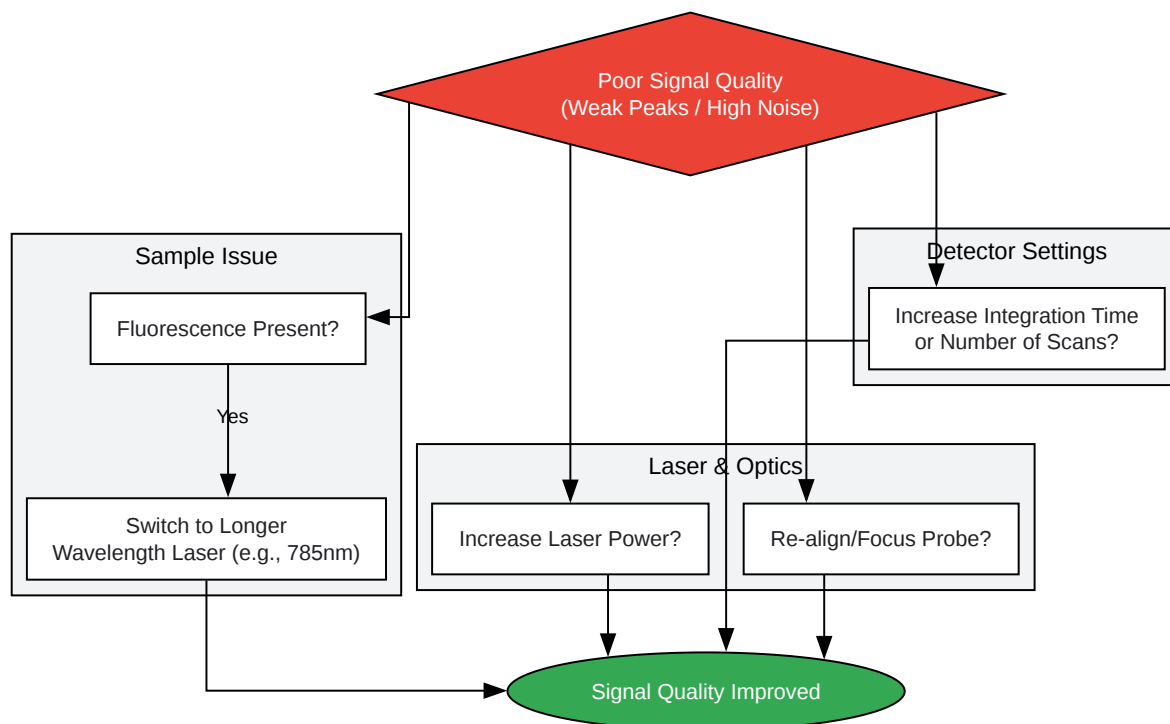 Poor Signal Quality
(Weak Peaks / High Noise)
Sample Issue
Detector Settings
Fluorescence Present?
Increase Integration Time
or Number of Scans?
Yes
Laser & Optics
Switch to Longer
Wavelength Laser (e.g., 785nm)
Increase Laser Power?
Re-align/Focus Probe?
Signal Quality Improved